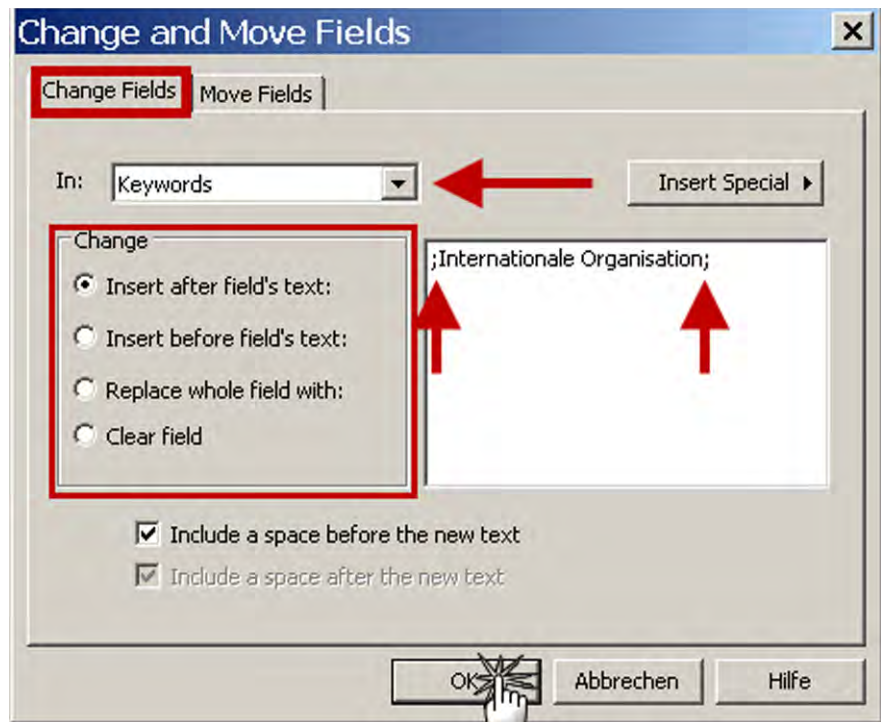 Change and Move Fields
Change Fields Move Fields
In: Keywords Insert Special
Change
;Internationale Organisation;
Insert after field's text:
Insert before field's text:
Replace whole field with:
Clear field
Include a space before the new text
Include a space after the new text
OK Abbrechen Hilfe